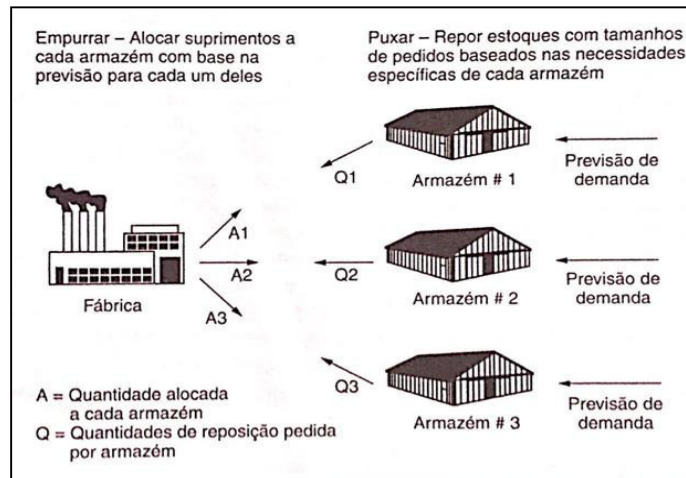 Empurrar – Alocar suprimentos a
cada armazém com base na
previsão para cada um deles
Puxar – Repor estoques com tamanhos
de pedidos baseados nas necessidades
específicas de cada armazém
Q1
Armazém # 1
Previsão de
demanda
A1
A2
A3
Fábrica
Q2
Armazém # 2
Previsão de
demanda
Q3
Armazém # 3
Previsão de
demanda
A = Quantidade alocada
a cada armazém
Q = Quantidades de reposição pedida
por armazém